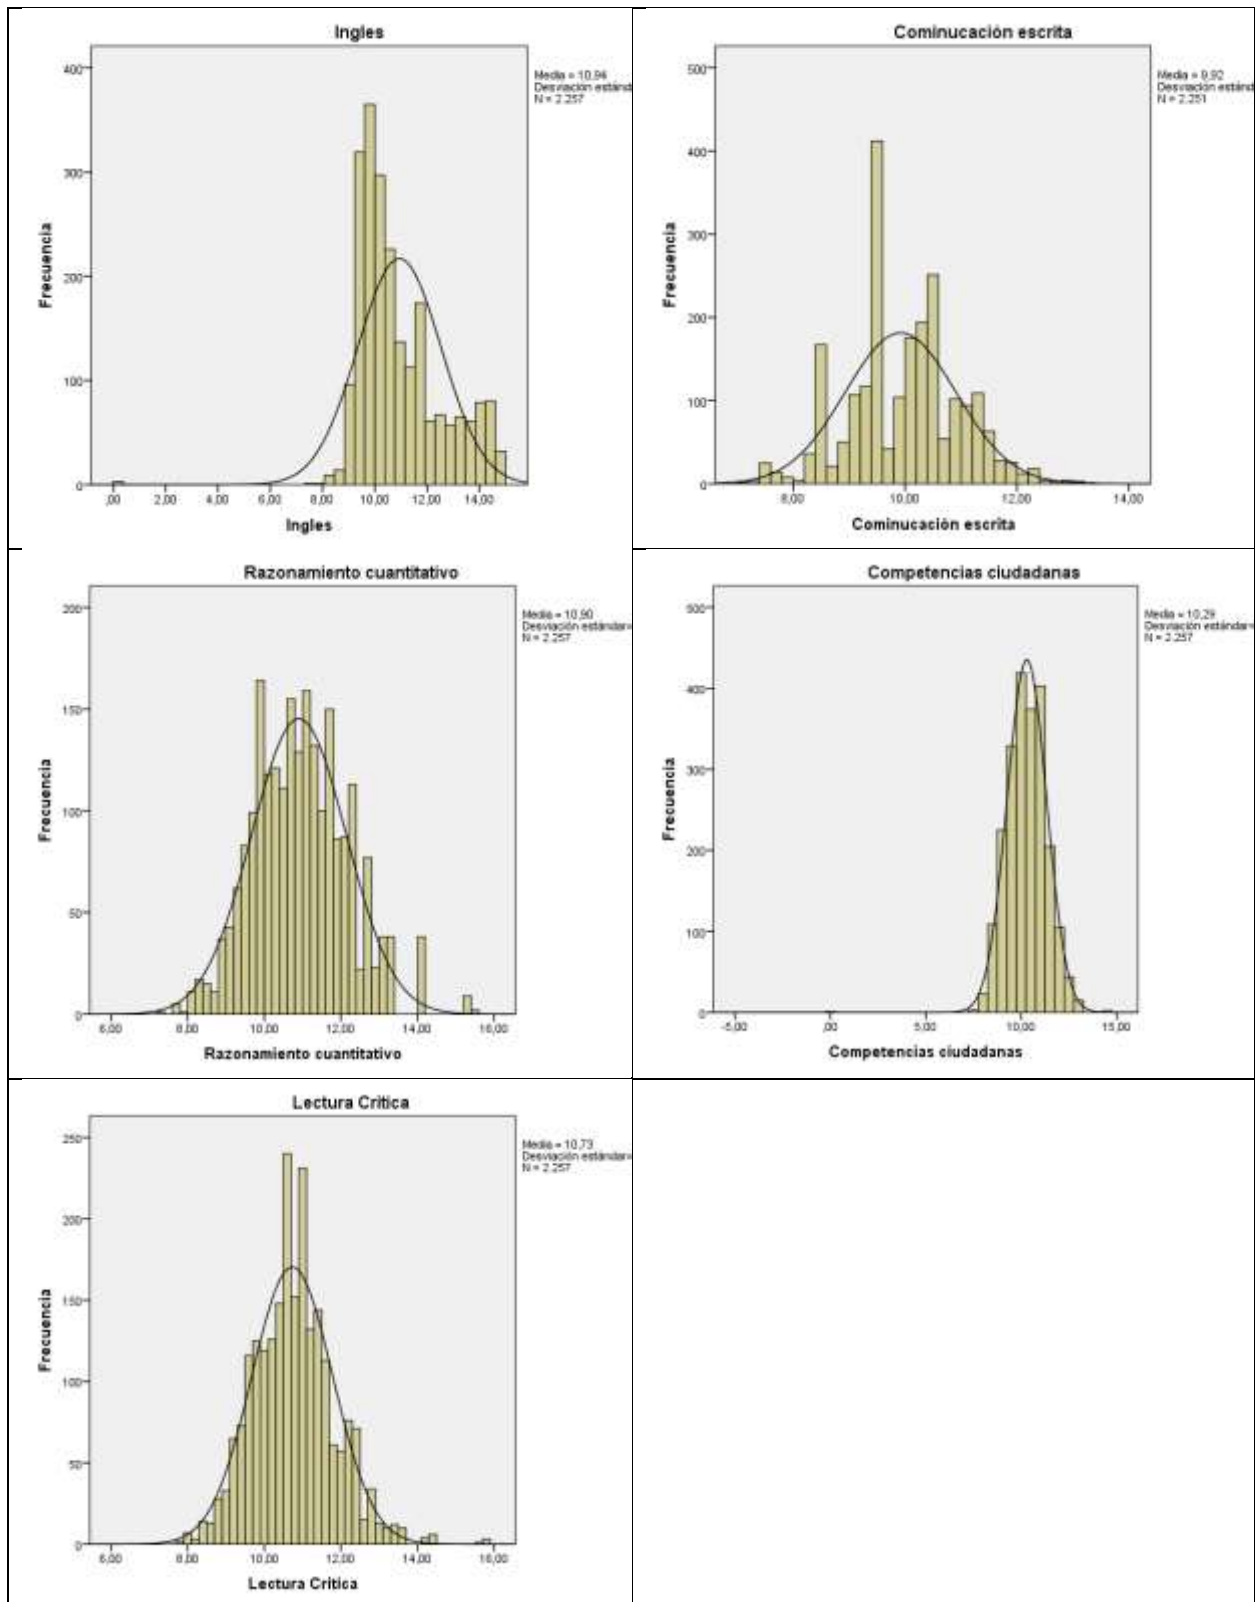 Ingles
400
300
200
100
0
Frecuencia
,00 2,00 4,00 6,00 8,00 10,00 12,00 14,00
Ingles
Media = 10,94
Desviación estánd
N = 2.257
Cominucación escrita
500
400
300
200
100
0
Frecuencia
8,00 10,00 12,00 14,00
Cominucación escrita
Media = 9,92
Desviación estánd
N = 2.251
Razonamiento cuantitativo
200
150
100
50
0
Frecuencia
6,00 8,00 10,00 12,00 14,00 16,00
Razonamiento cuantitativo
Media = 10,90
Desviación estándar=
N = 2.257
Competencias ciudadanas
500
400
300
200
100
0
Frecuencia
-5,00 ,00 5,00 10,00 15,00
Competencias ciudadanas
Media = 10,29
Desviación estándar=
N = 2.257
Lectura Critica
250
200
150
100
50
0
Frecuencia
6,00 8,00 10,00 12,00 14,00 16,00
Lectura Critica
Media = 10,73
Desviación estándar=
N = 2.257